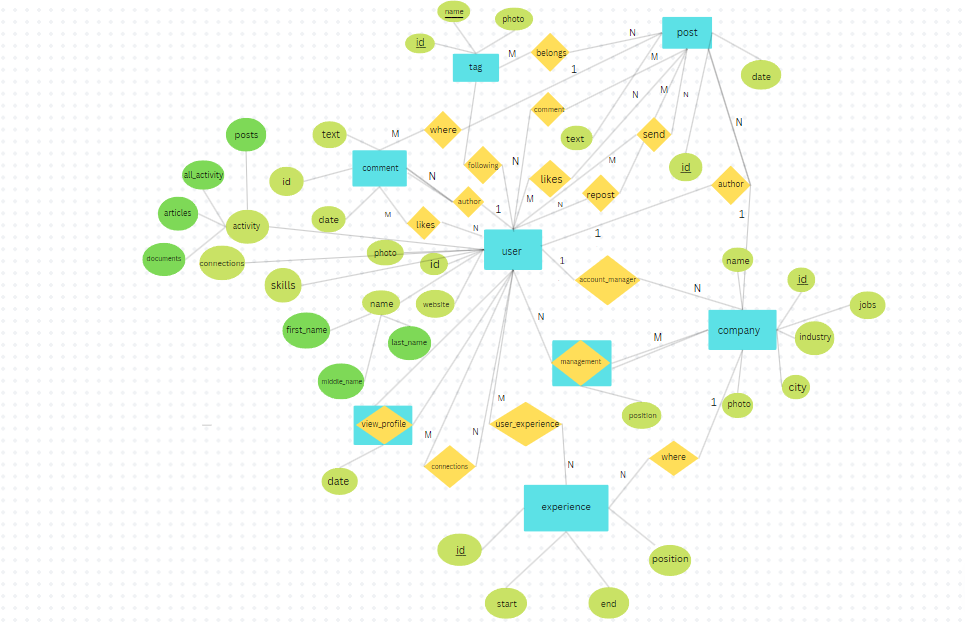 name
photo
id
N
post
M
belongs
1
M
tag
date
N
M
N
comment
N
posts
text
M
where
text
send
M
all_activity
comment
N
following
N
likes
id
id
M
repost
author
articles
date
M
author
1
N
1
activity
likes
N
1
documents
connections
photo
id
user
1
name
skills
account_manager
id
N
name
website
jobs
first_name
last_name
N
M
company
industry
management
middle_name
city
M
1
photo
view_profile
M
N
user_experience
position
connections
N
where
N
date
experience
id
position
start
end